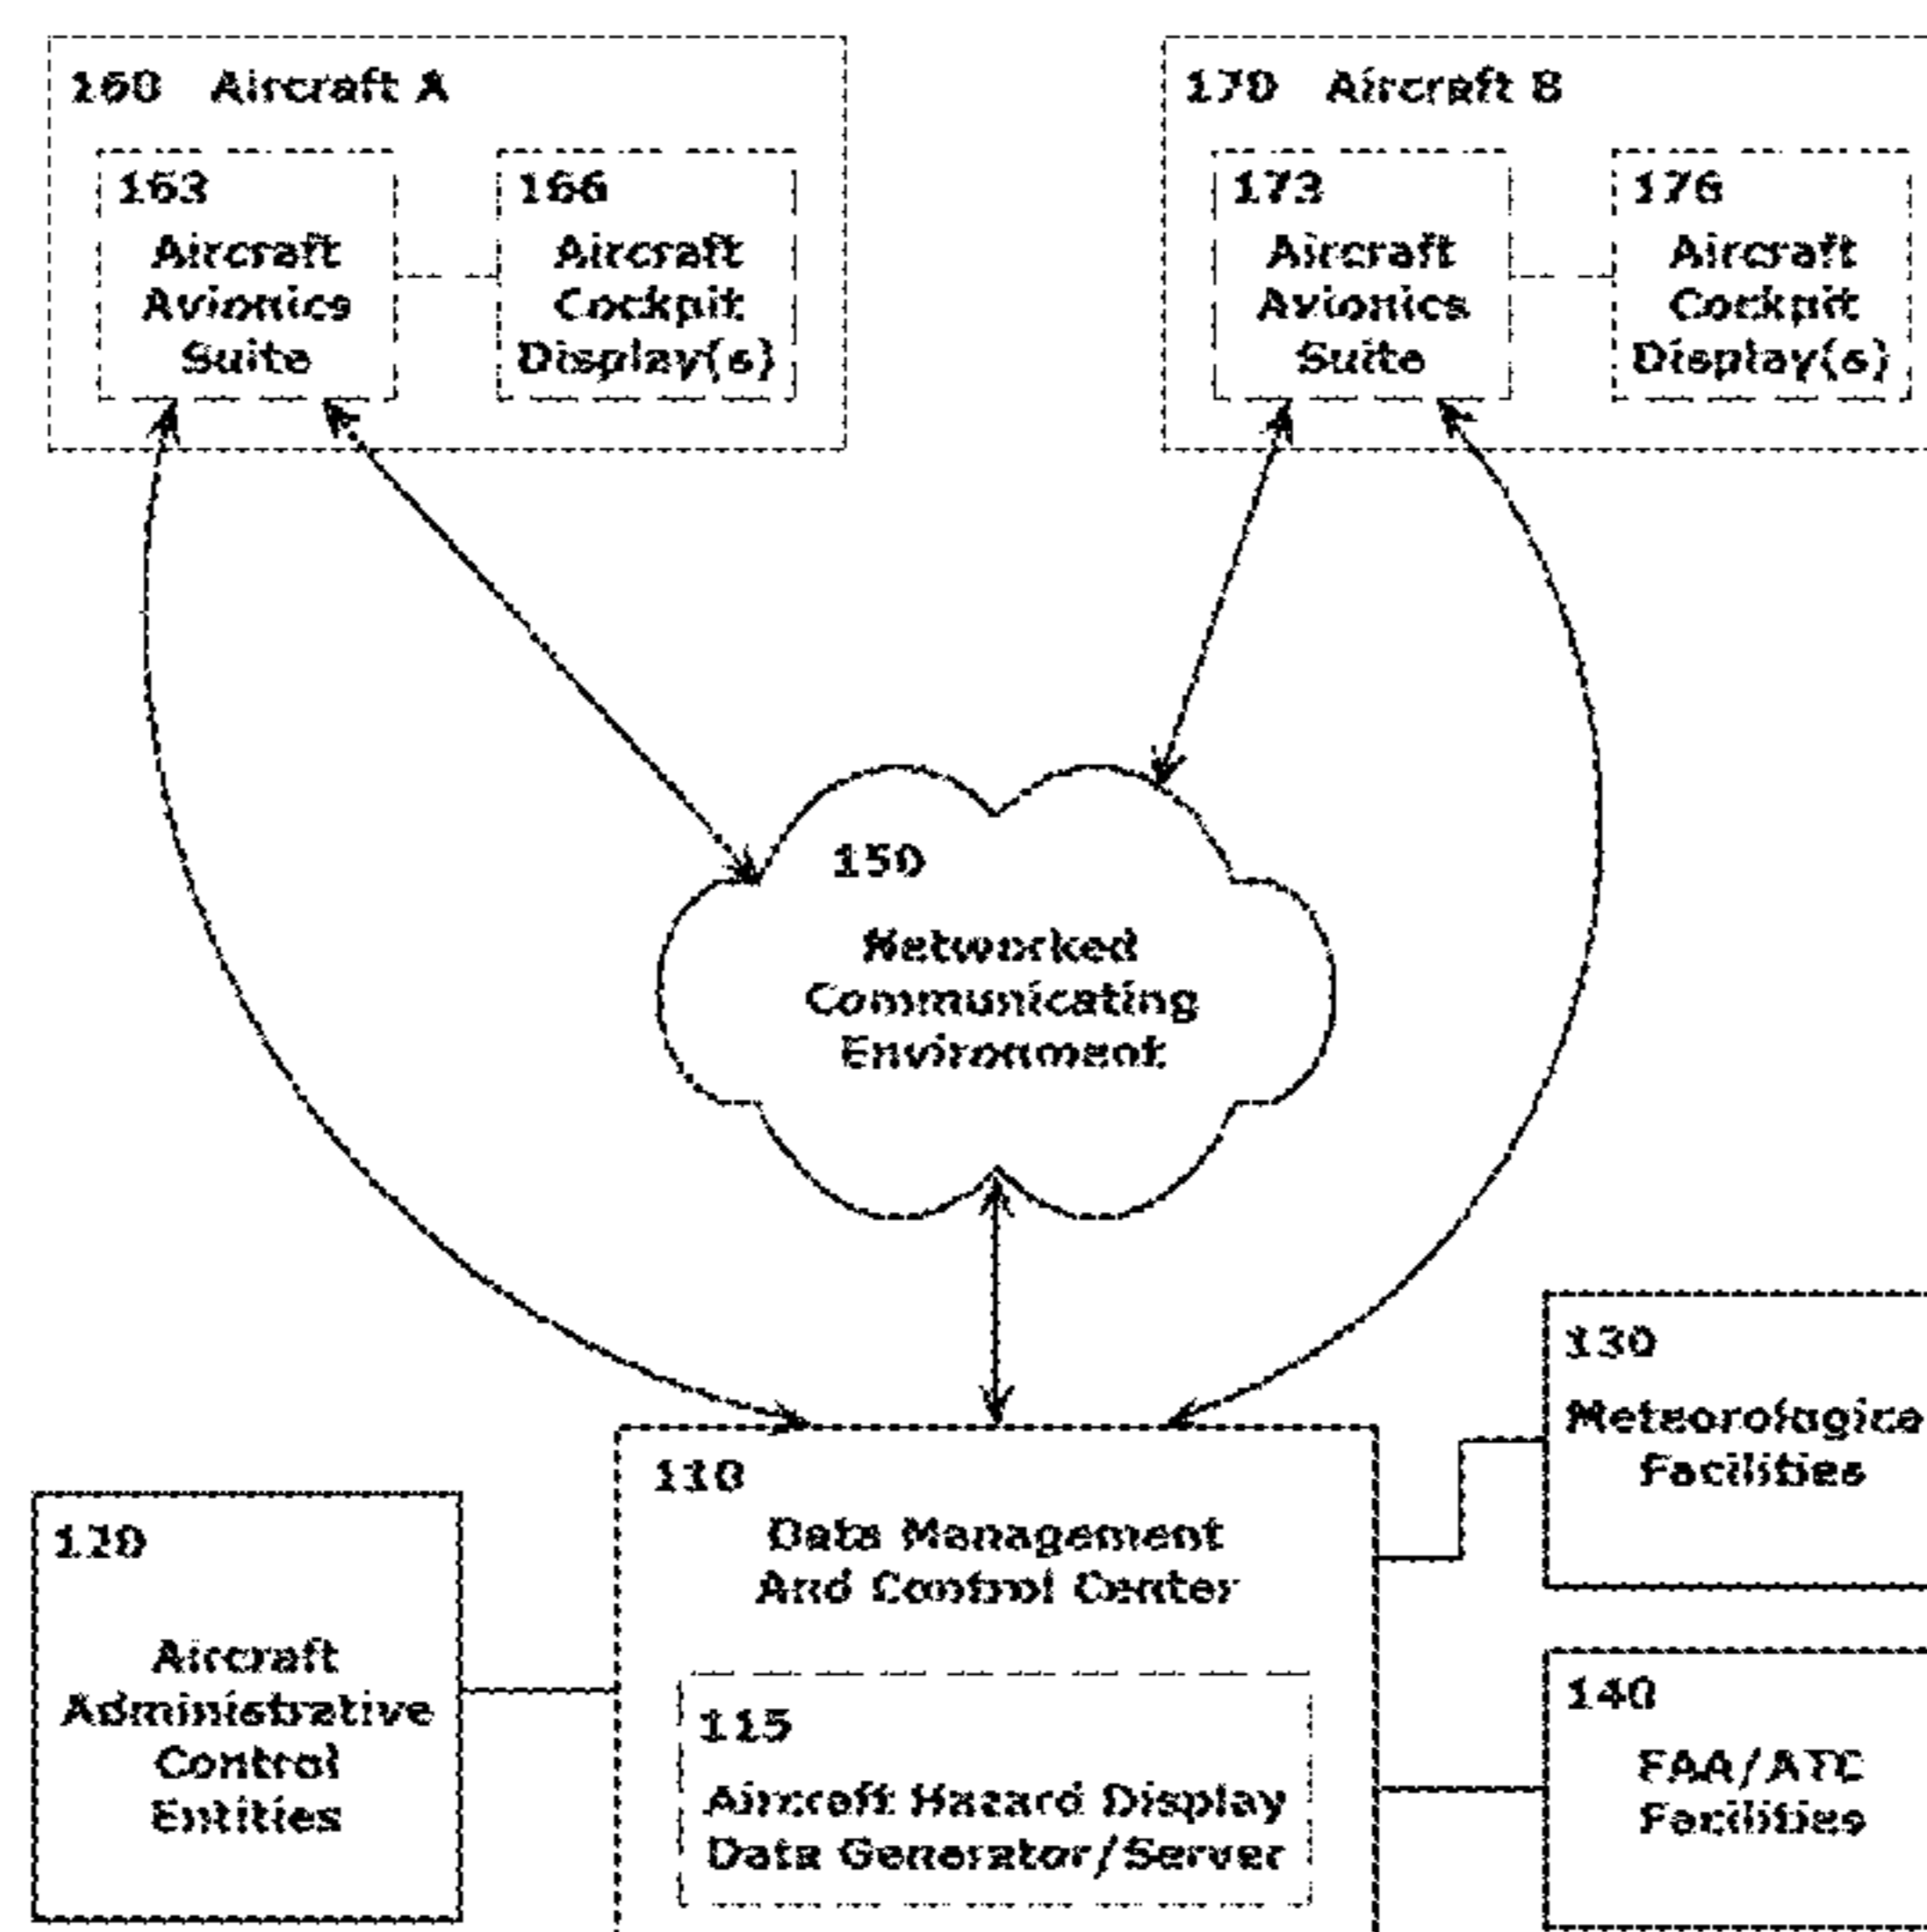 160 Aircraft A
163
Aircraft
Avionics
Suite
166
Aircraft
Cockpit
Display(s)
170 Aircraft B
173
Aircraft
Avionics
Suite
176
Aircraft
Cockpit
Display(s)
150
Networked
Communicating
Environment
130
Meteorologica
Facilities
110
Data Management
And Control Center
120
Aircraft
Administrative
Control
Entities
115
Aircraft Hazard Display
Data Generator/Server
140
FAA/ATC
Facilities